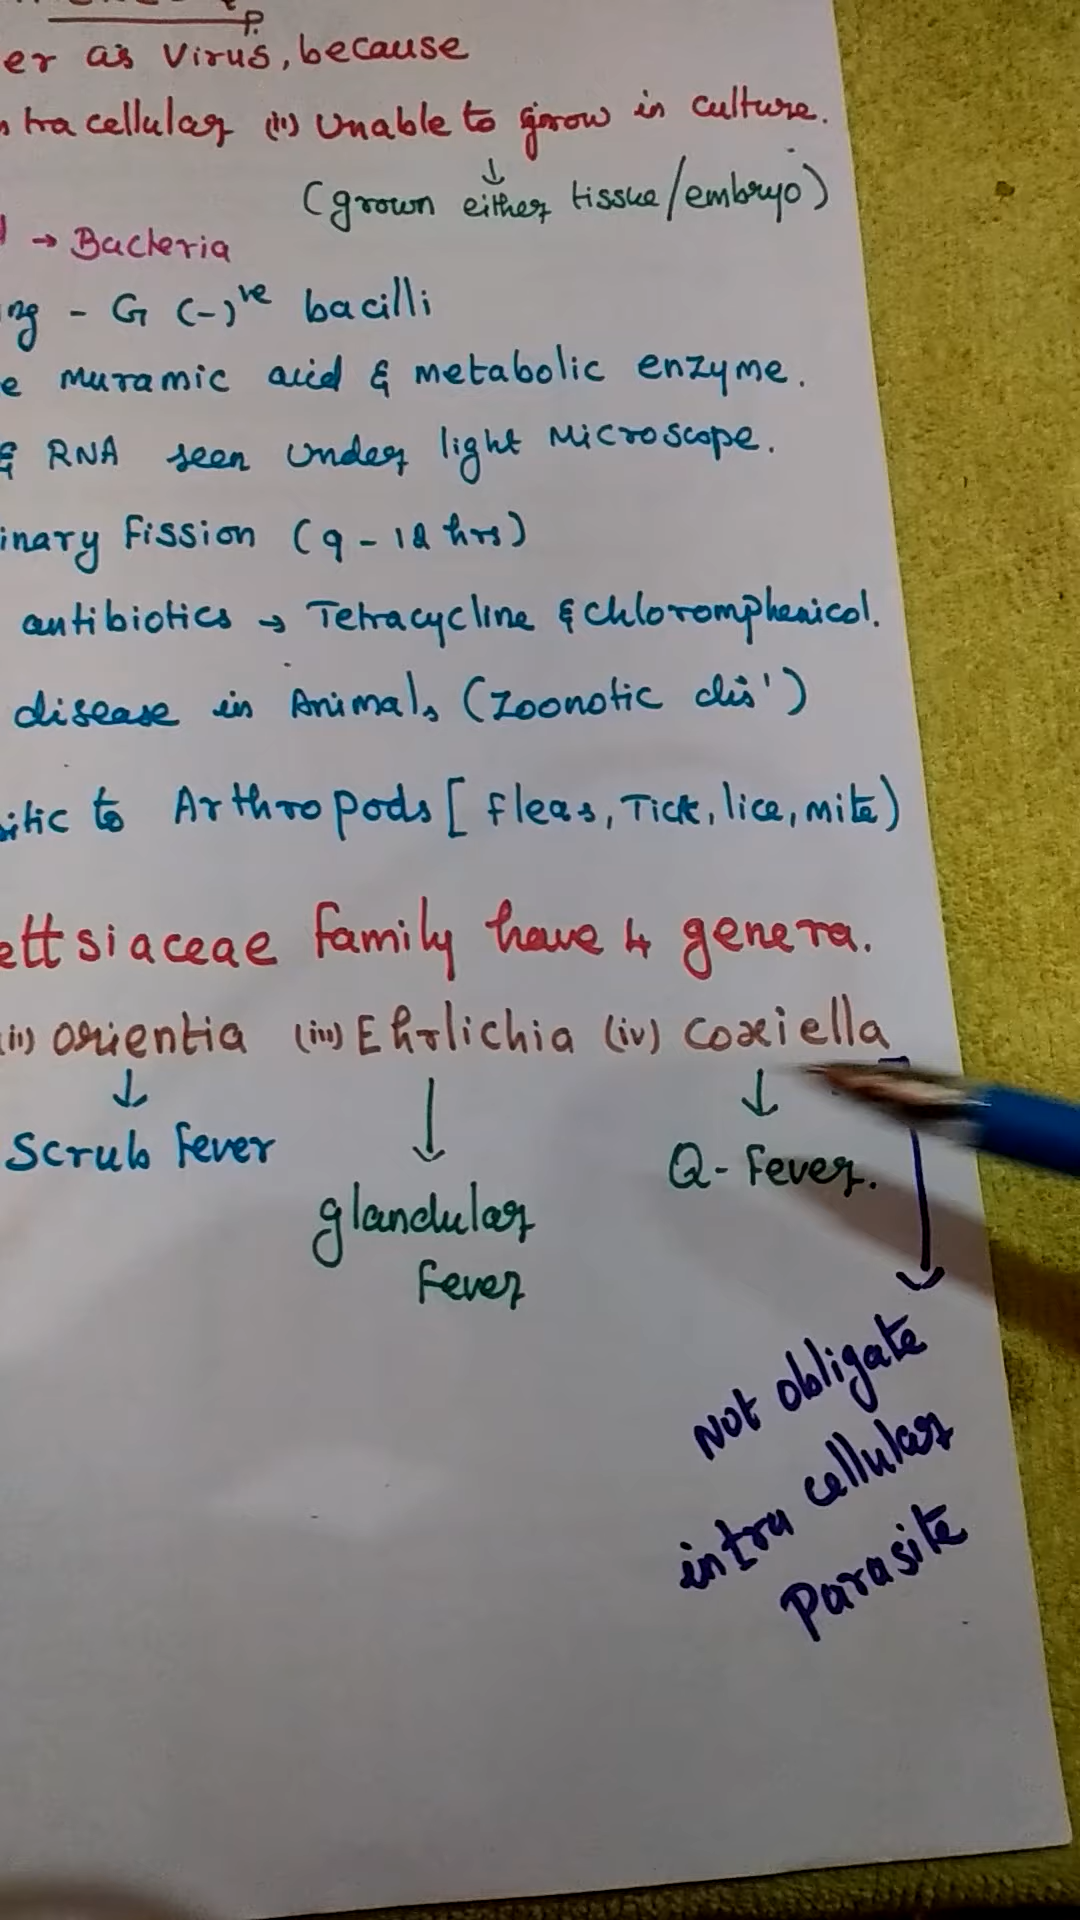 er as Virus, because
tracellular (ii) Unable to grow in culture.
↓
(grown either tissue/embryo)
→ Bacteria
ng - G (-)ve bacilli
e muramic acid & metabolic enzyme.
& RNA seen under light Microscope.
inary Fission (9-12 hrs)
antibiotics → Tetracycline & chloromphenicol.
disease in Animals (Zoonotic dis')
sitic to Arthropods [fleas, Tick, lice, mite)
ettsiaceae family have 4 genera.
ii) orientia (iii) Ehrlichia (iv) coxiella
↓ ↓ ↓
Scrub fever Q-Fever.
glandular
fever
Not obligate
intra cellular
Parasite